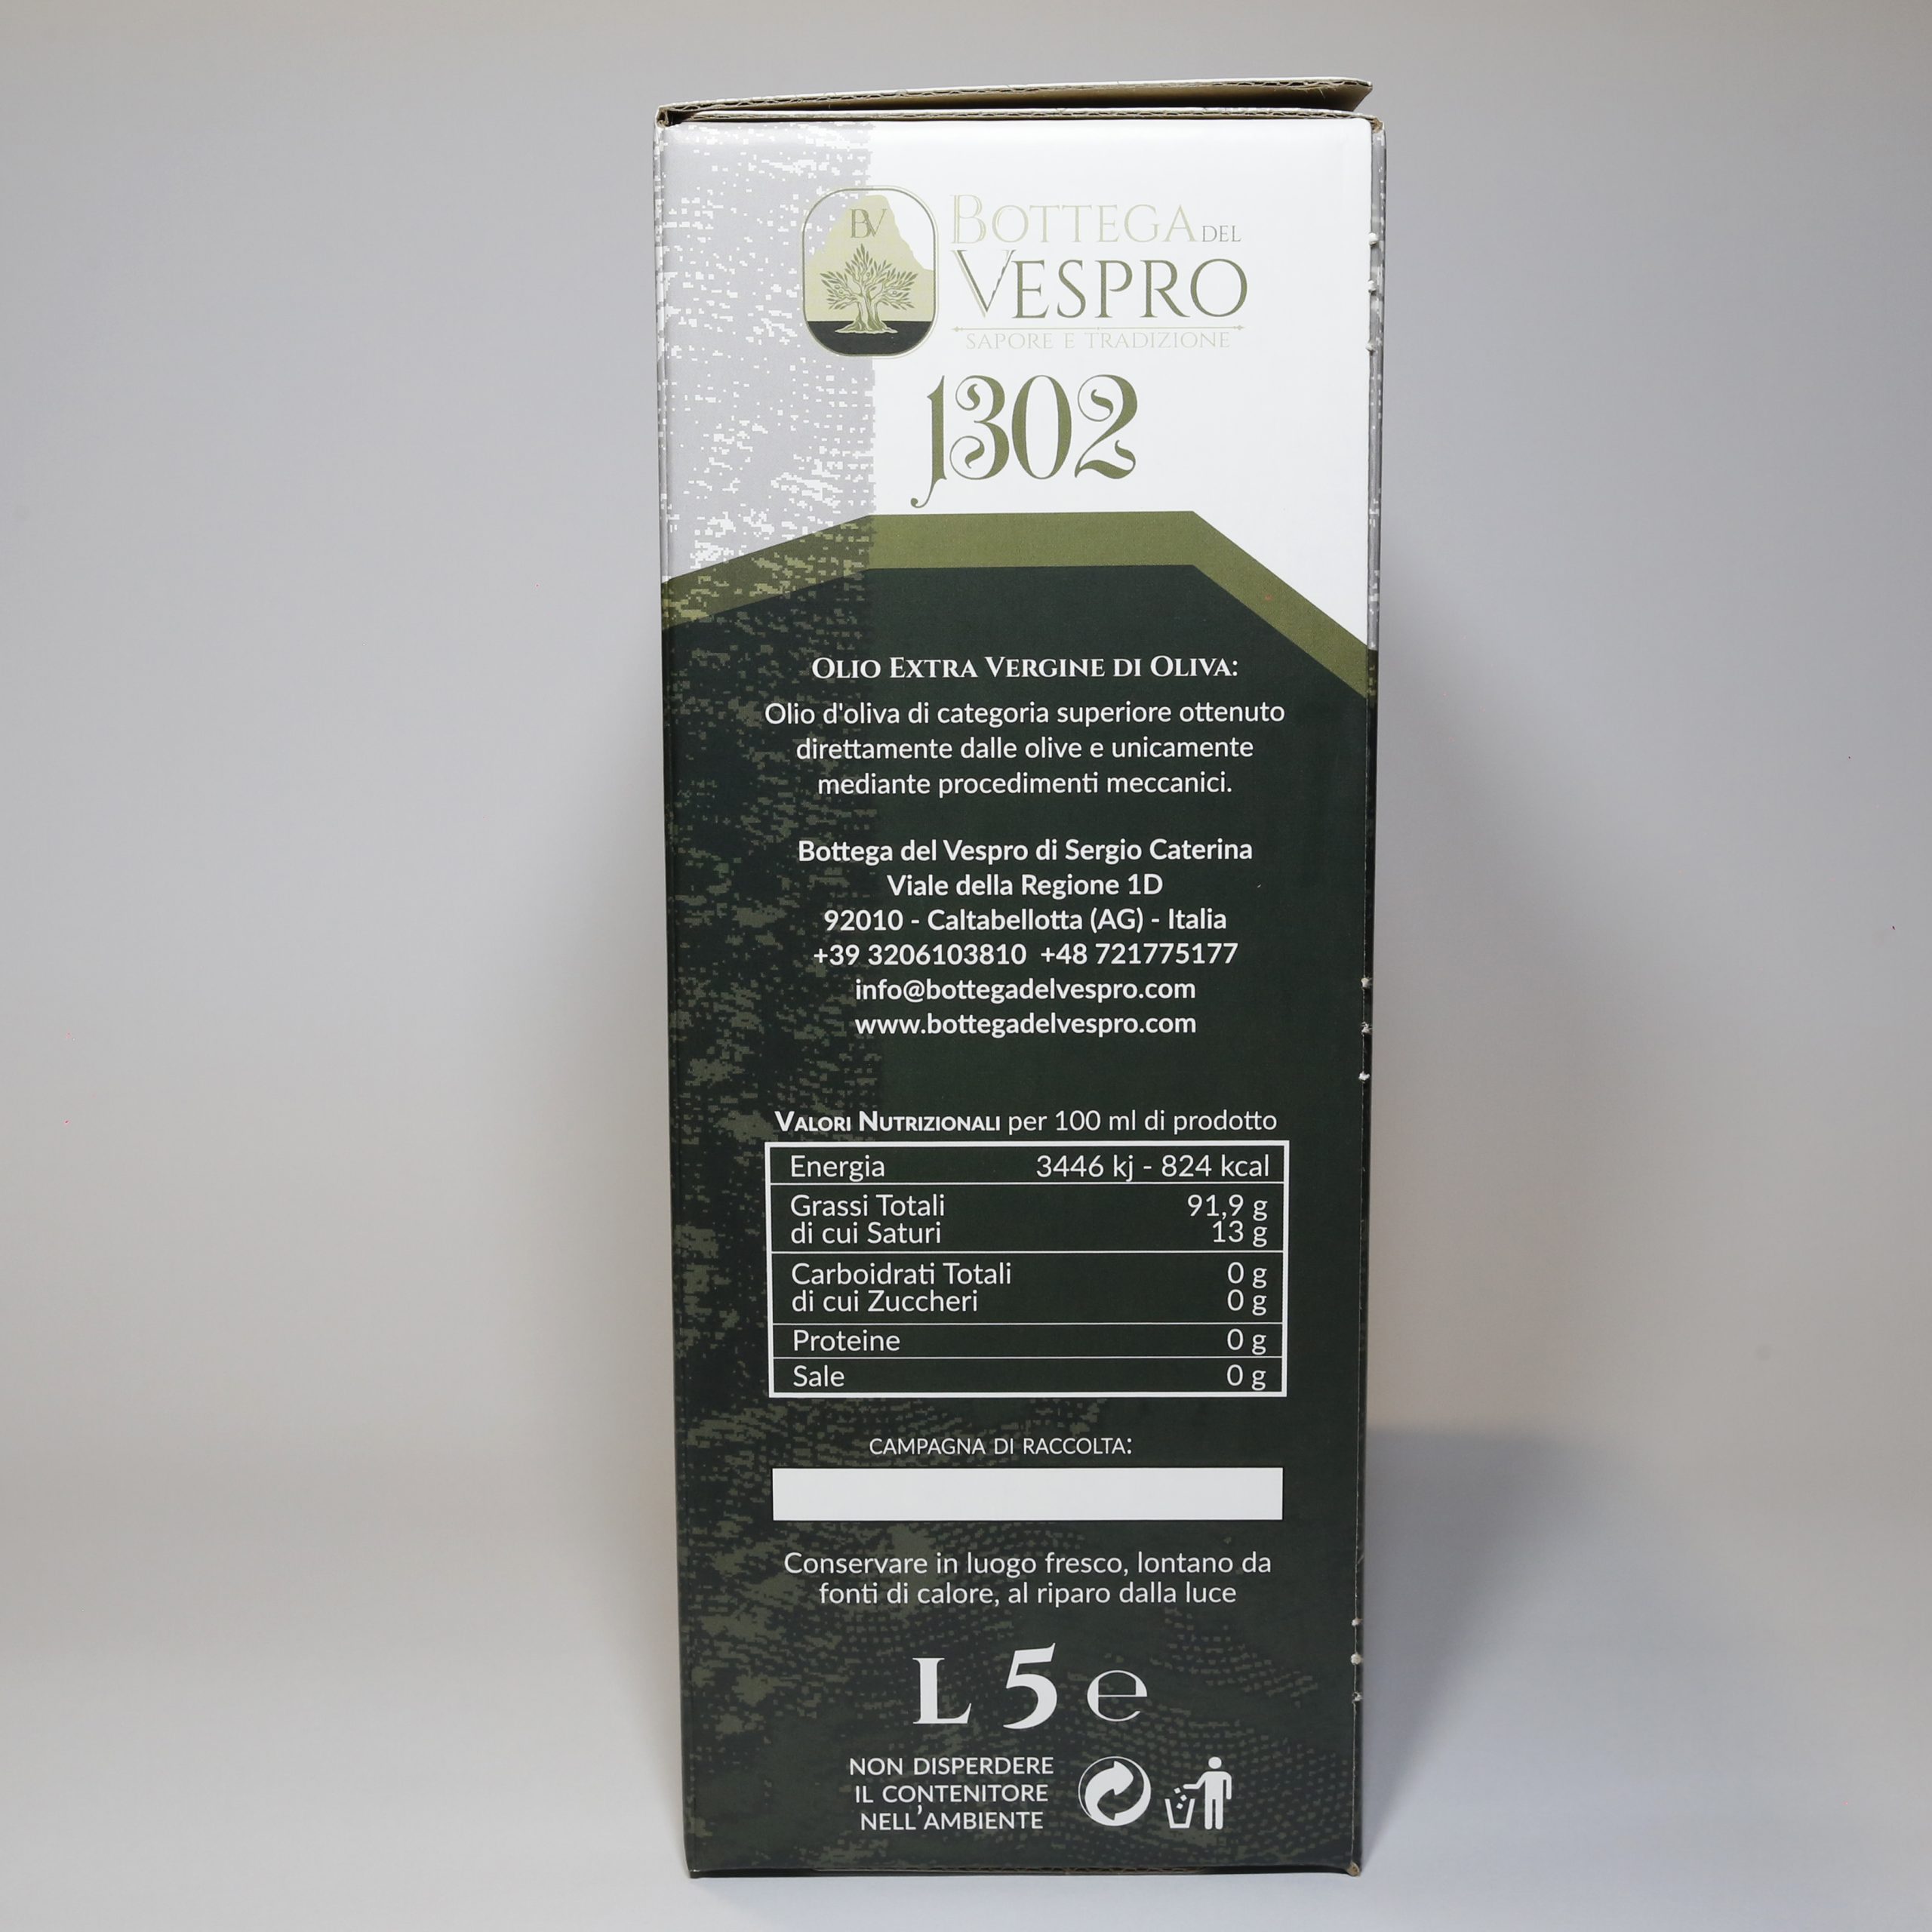 BV
BOTTEGA DEL
VESPRO
SAPORE E TRADIZIONE
1302
OLIO EXTRA VERGINE DI OLIVA:
Olio d'oliva di categoria superiore ottenuto
direttamente dalle olive e unicamente
mediante procedimenti meccanici.
Bottega del Vespro di Sergio Caterina
Viale della Regione 1D
92010 - Caltabellotta (AG) - Italia
+39 3206103810 +48 721775177
info@bottegadelvespro.com
www.bottegadelvespro.com
VALORI NUTRIZIONALI per 100 ml di prodotto
Energia 3446 kj - 824 kcal
Grassi Totali 91,9 g
di cui Saturi 13 g
Carboidrati Totali 0 g
di cui Zuccheri 0 g
Proteine 0 g
Sale 0 g
CAMPAGNA DI RACCOLTA:
Conservare in luogo fresco, lontano da
fonti di calore, al riparo dalla luce
L 5 e
NON DISPERDERE
IL CONTENITORE
NELL'AMBIENTE